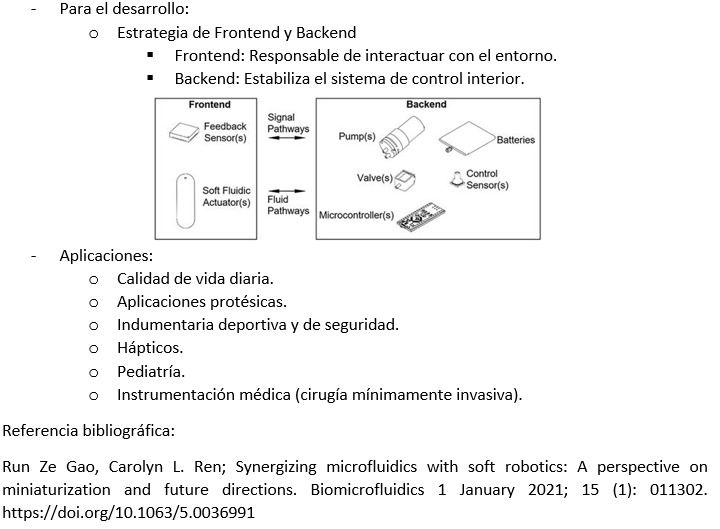 - Para el desarrollo:
o Estrategia de Frontend y Backend
▪ Frontend: Responsable de interactuar con el entorno.
▪ Backend: Estabiliza el sistema de control interior.
Frontend
Feedback
Sensor(s)
Soft Fluidic
Actuator(s)
Signal
Pathways
Fluid
Pathways
Backend
Pump(s)
Batteries
Valve(s)
Control
Sensor(s)
Microcontroller(s)
- Aplicaciones:
o Calidad de vida diaria.
o Aplicaciones protésicas.
o Indumentaria deportiva y de seguridad.
o Hápticos.
o Pediatría.
o Instrumentación médica (cirugía mínimamente invasiva).
Referencia bibliográfica:
Run Ze Gao, Carolyn L. Ren; Synergizing microfluidics with soft robotics: A perspective on
miniaturization and future directions. Biomicrofluidics 1 January 2021; 15 (1): 011302.
https://doi.org/10.1063/5.0036991